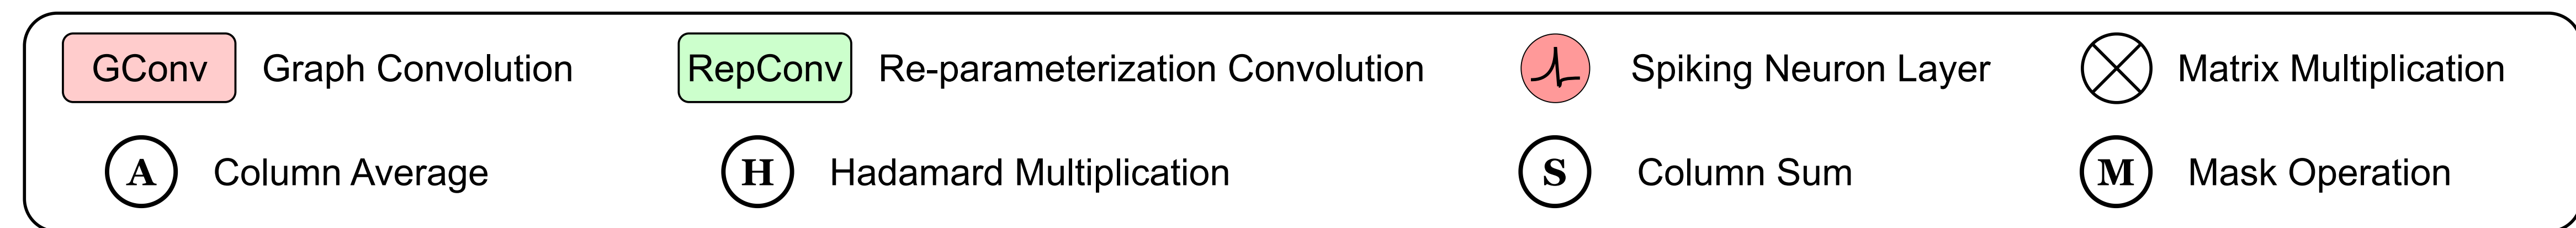 GConv Graph Convolution RepConv Re-parameterization Convolution Spiking Neuron Layer Matrix Multiplication
A Column Average H Hadamard Multiplication S Column Sum M Mask Operation